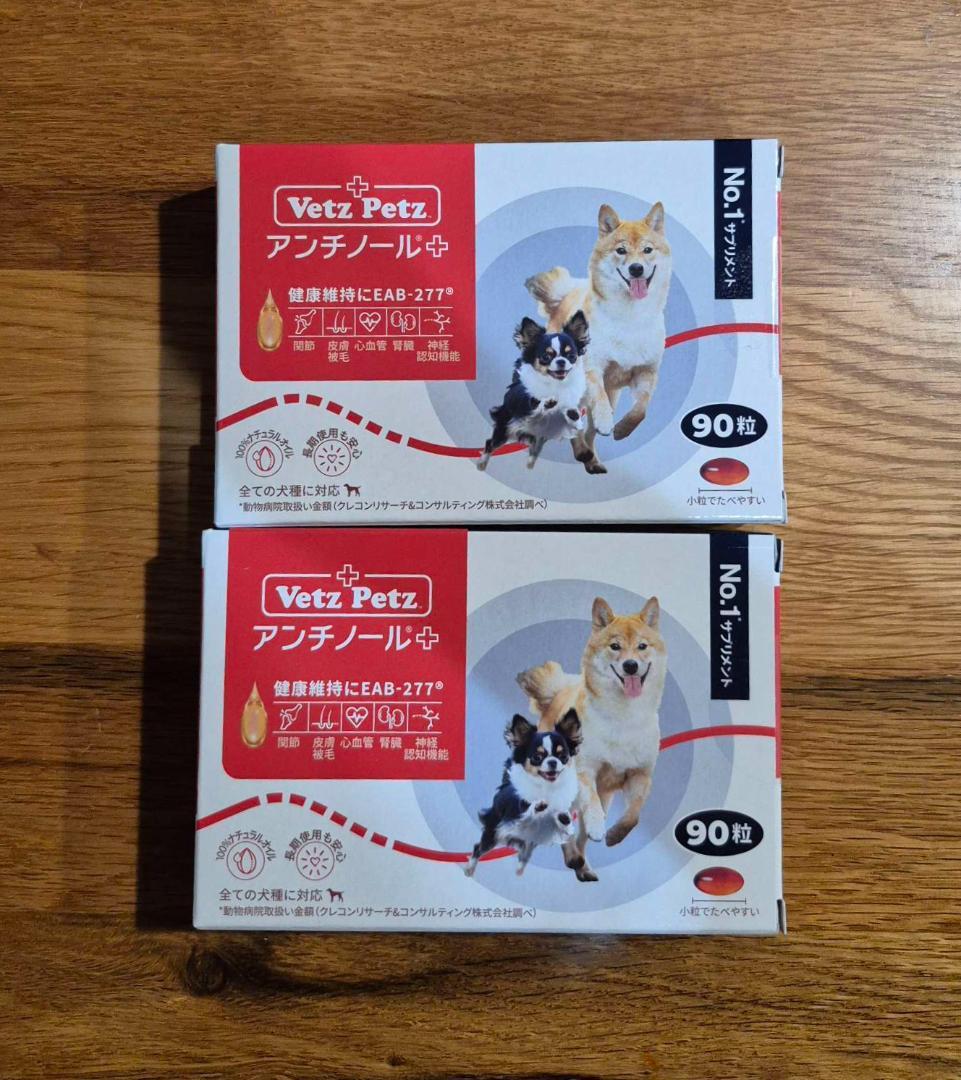 Vetz Petz™
アンチノール®+
健康維持にEAB-277®
関節 皮膚被毛 心血管 腎臓 神経認知機能
No.1*サプリメント
100%ナチュラルオイル
長期使用も安心
90粒
小粒でたべやすい
全ての犬種に対応
*動物病院取扱い金額(クレコンリサーチ&コンサルティング株式会社調べ)
Vetz Petz™
アンチノール®+
健康維持にEAB-277®
関節 皮膚被毛 心血管 腎臓 神経認知機能
No.1*サプリメント
100%ナチュラルオイル
長期使用も安心
90粒
小粒でたべやすい
全ての犬種に対応
*動物病院取扱い金額(クレコンリサーチ&コンサルティング株式会社調べ)